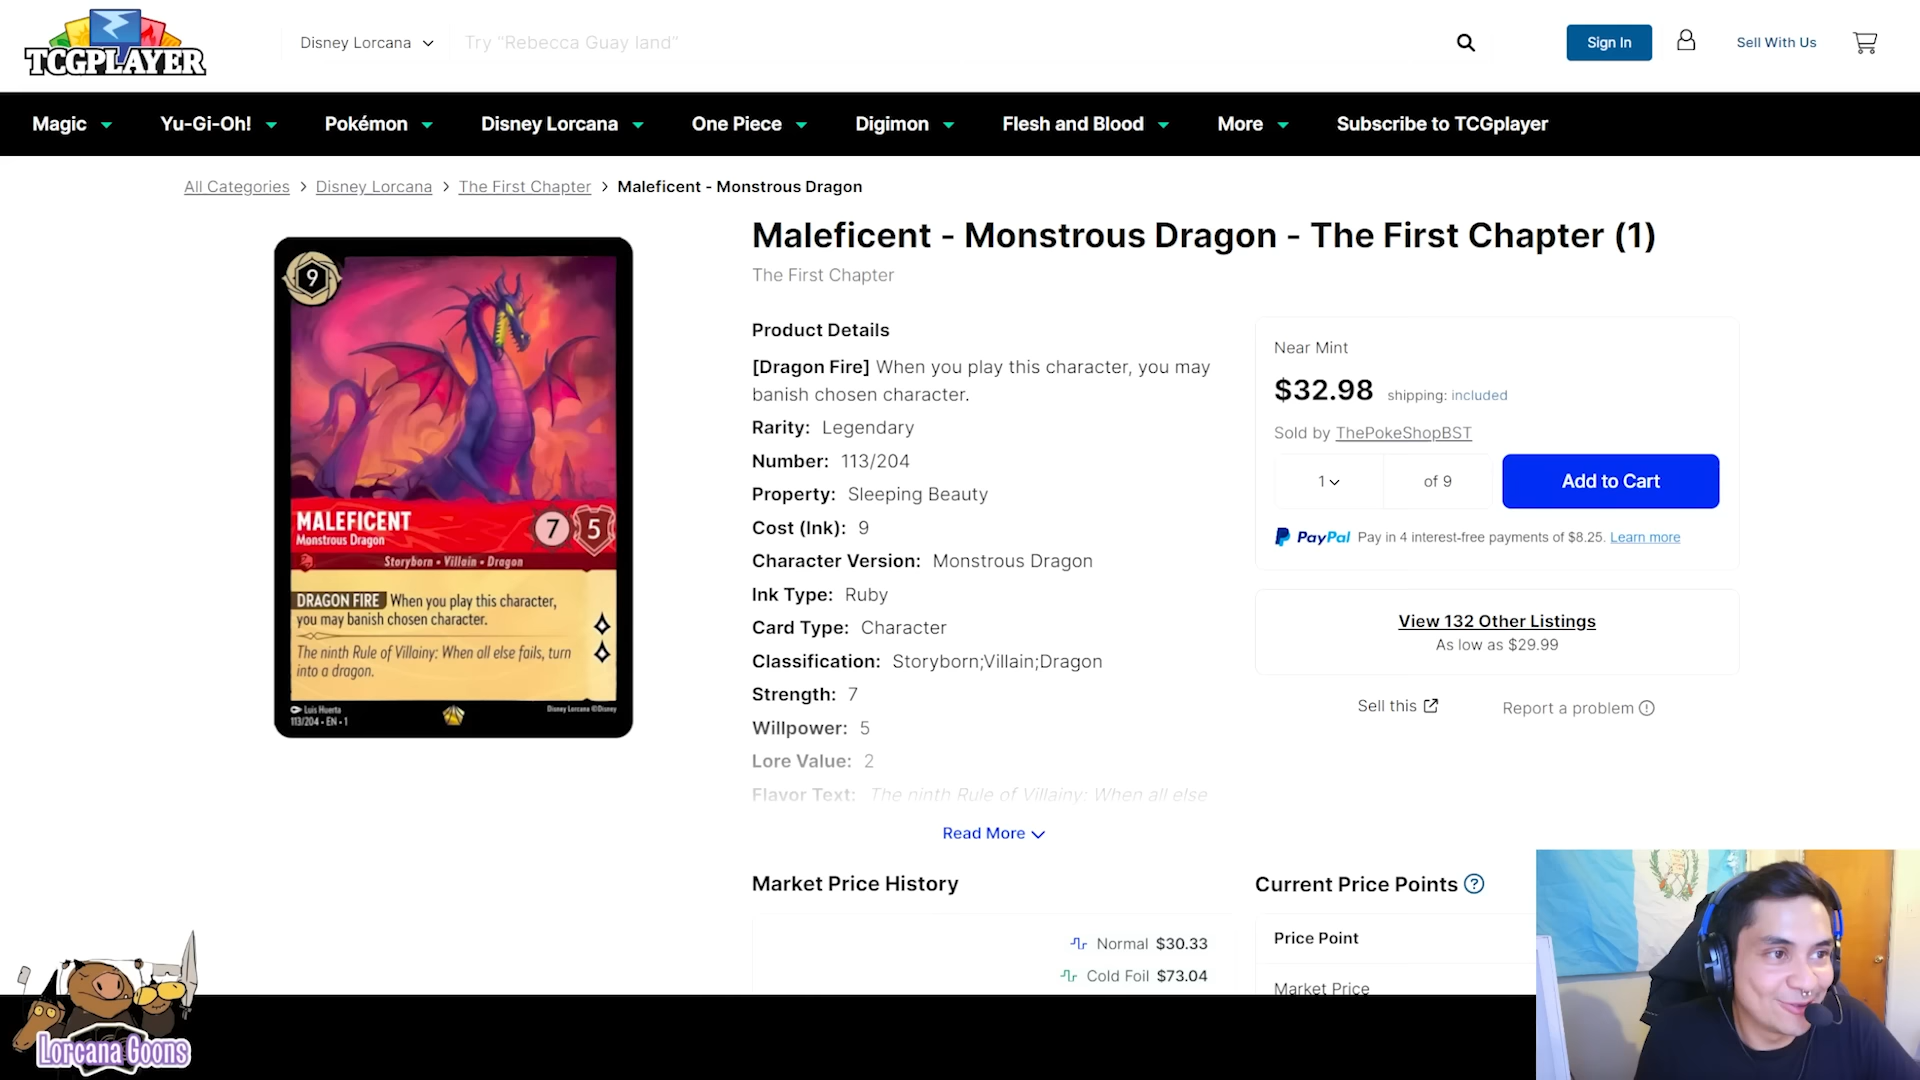 TCGPLAYER
Disney Lorcana
Try "Rebecca Guay land"
Sign In
Sell With Us
Magic
Yu-Gi-Oh!
Pokémon
Disney Lorcana
One Piece
Digimon
Flesh and Blood
More
Subscribe to TCGplayer
All Categories > Disney Lorcana > The First Chapter > Maleficent - Monstrous Dragon
9
MALEFICENT
Monstrous Dragon
7
5
Storyborn • Villain • Dragon
DRAGON FIRE When you play this character,
you may banish chosen character.
The ninth Rule of Villainy: When all else fails, turn
into a dragon.
Luis Huerta
113/204 • EN • 1
Disney Lorcana ©Disney
Maleficent - Monstrous Dragon - The First Chapter (1)
The First Chapter
Product Details
[Dragon Fire] When you play this character, you may
banish chosen character.
Rarity: Legendary
Number: 113/204
Property: Sleeping Beauty
Cost (Ink): 9
Character Version: Monstrous Dragon
Ink Type: Ruby
Card Type: Character
Classification: Storyborn;Villain;Dragon
Strength: 7
Willpower: 5
Lore Value: 2
Flavor Text: The ninth Rule of Villainy: When all else
Read More
Near Mint
$32.98 shipping: included
Sold by ThePokeShopBST
1
of 9
Add to Cart
PayPal Pay in 4 interest-free payments of $8.25. Learn more
View 132 Other Listings
As low as $29.99
Sell this
Report a problem
Market Price History
Normal $30.33
Cold Foil $73.04
Current Price Points
Price Point
Market Price
Lorcana Goons